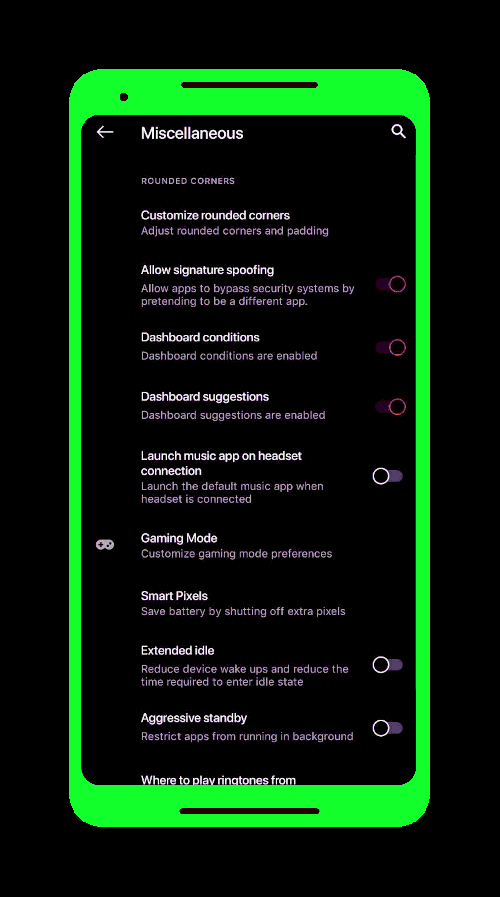 Miscellaneous
ROUNDED CORNERS
Customize rounded corners
Adjust rounded corners and padding
Allow signature spoofing
Allow apps to bypass security systems by
pretending to be a different app.
Dashboard conditions
Dashboard conditions are enabled
Dashboard suggestions
Dashboard suggestions are enabled
Launch music app on headset
connection
Launch the default music app when
headset is connected
Gaming Mode
Customize gaming mode preferences
Smart Pixels
Save battery by shutting off extra pixels
Extended idle
Reduce device wake ups and reduce the
time required to enter idle state
Aggressive standby
Restrict apps from running in background
Where to play ringtones from